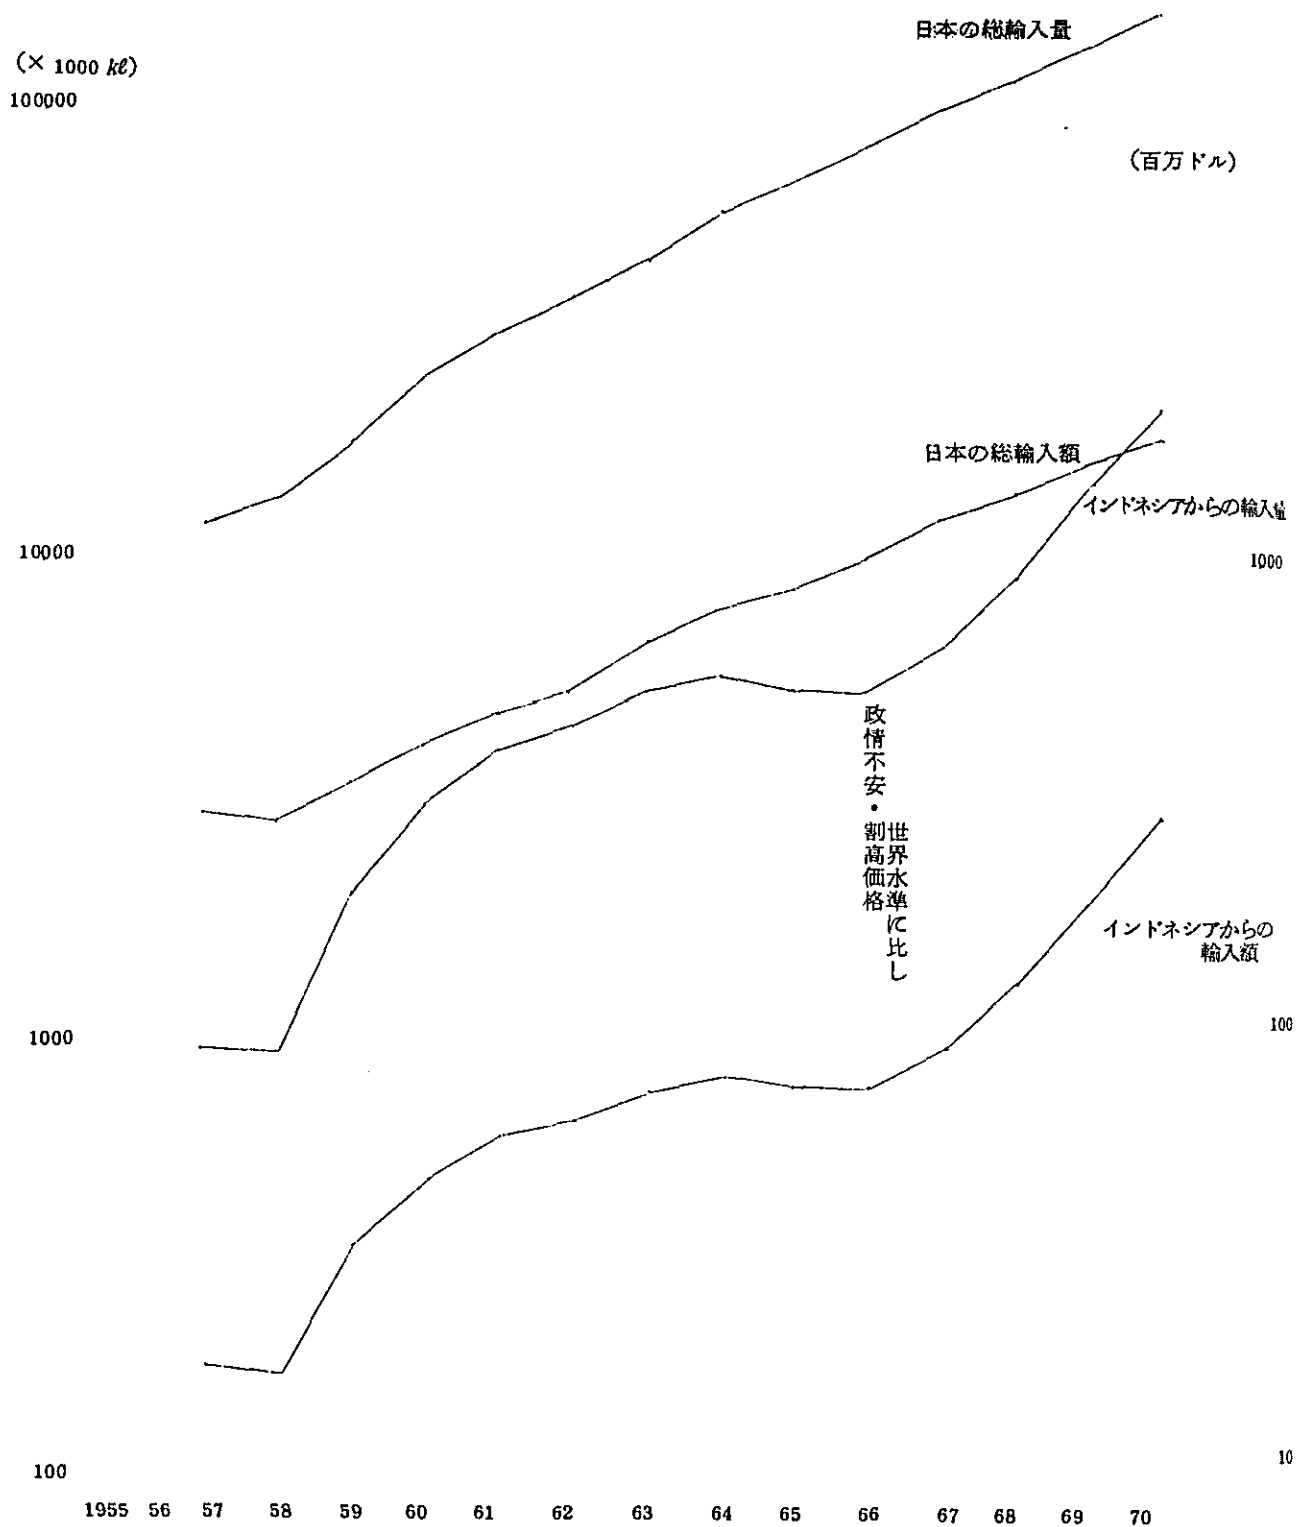 日本の総輸入量
(× 1000 kℓ)
100000
(百万ドル)
日本の総輸入額
インドネシアからの輸入量
10000
1000
政情不安・割高価格
世界水準に比し
インドネシアからの
輸入額
1000
100
100
10
1955 56 57 58 59 60 61 62 63 64 65 66 67 68 69 70